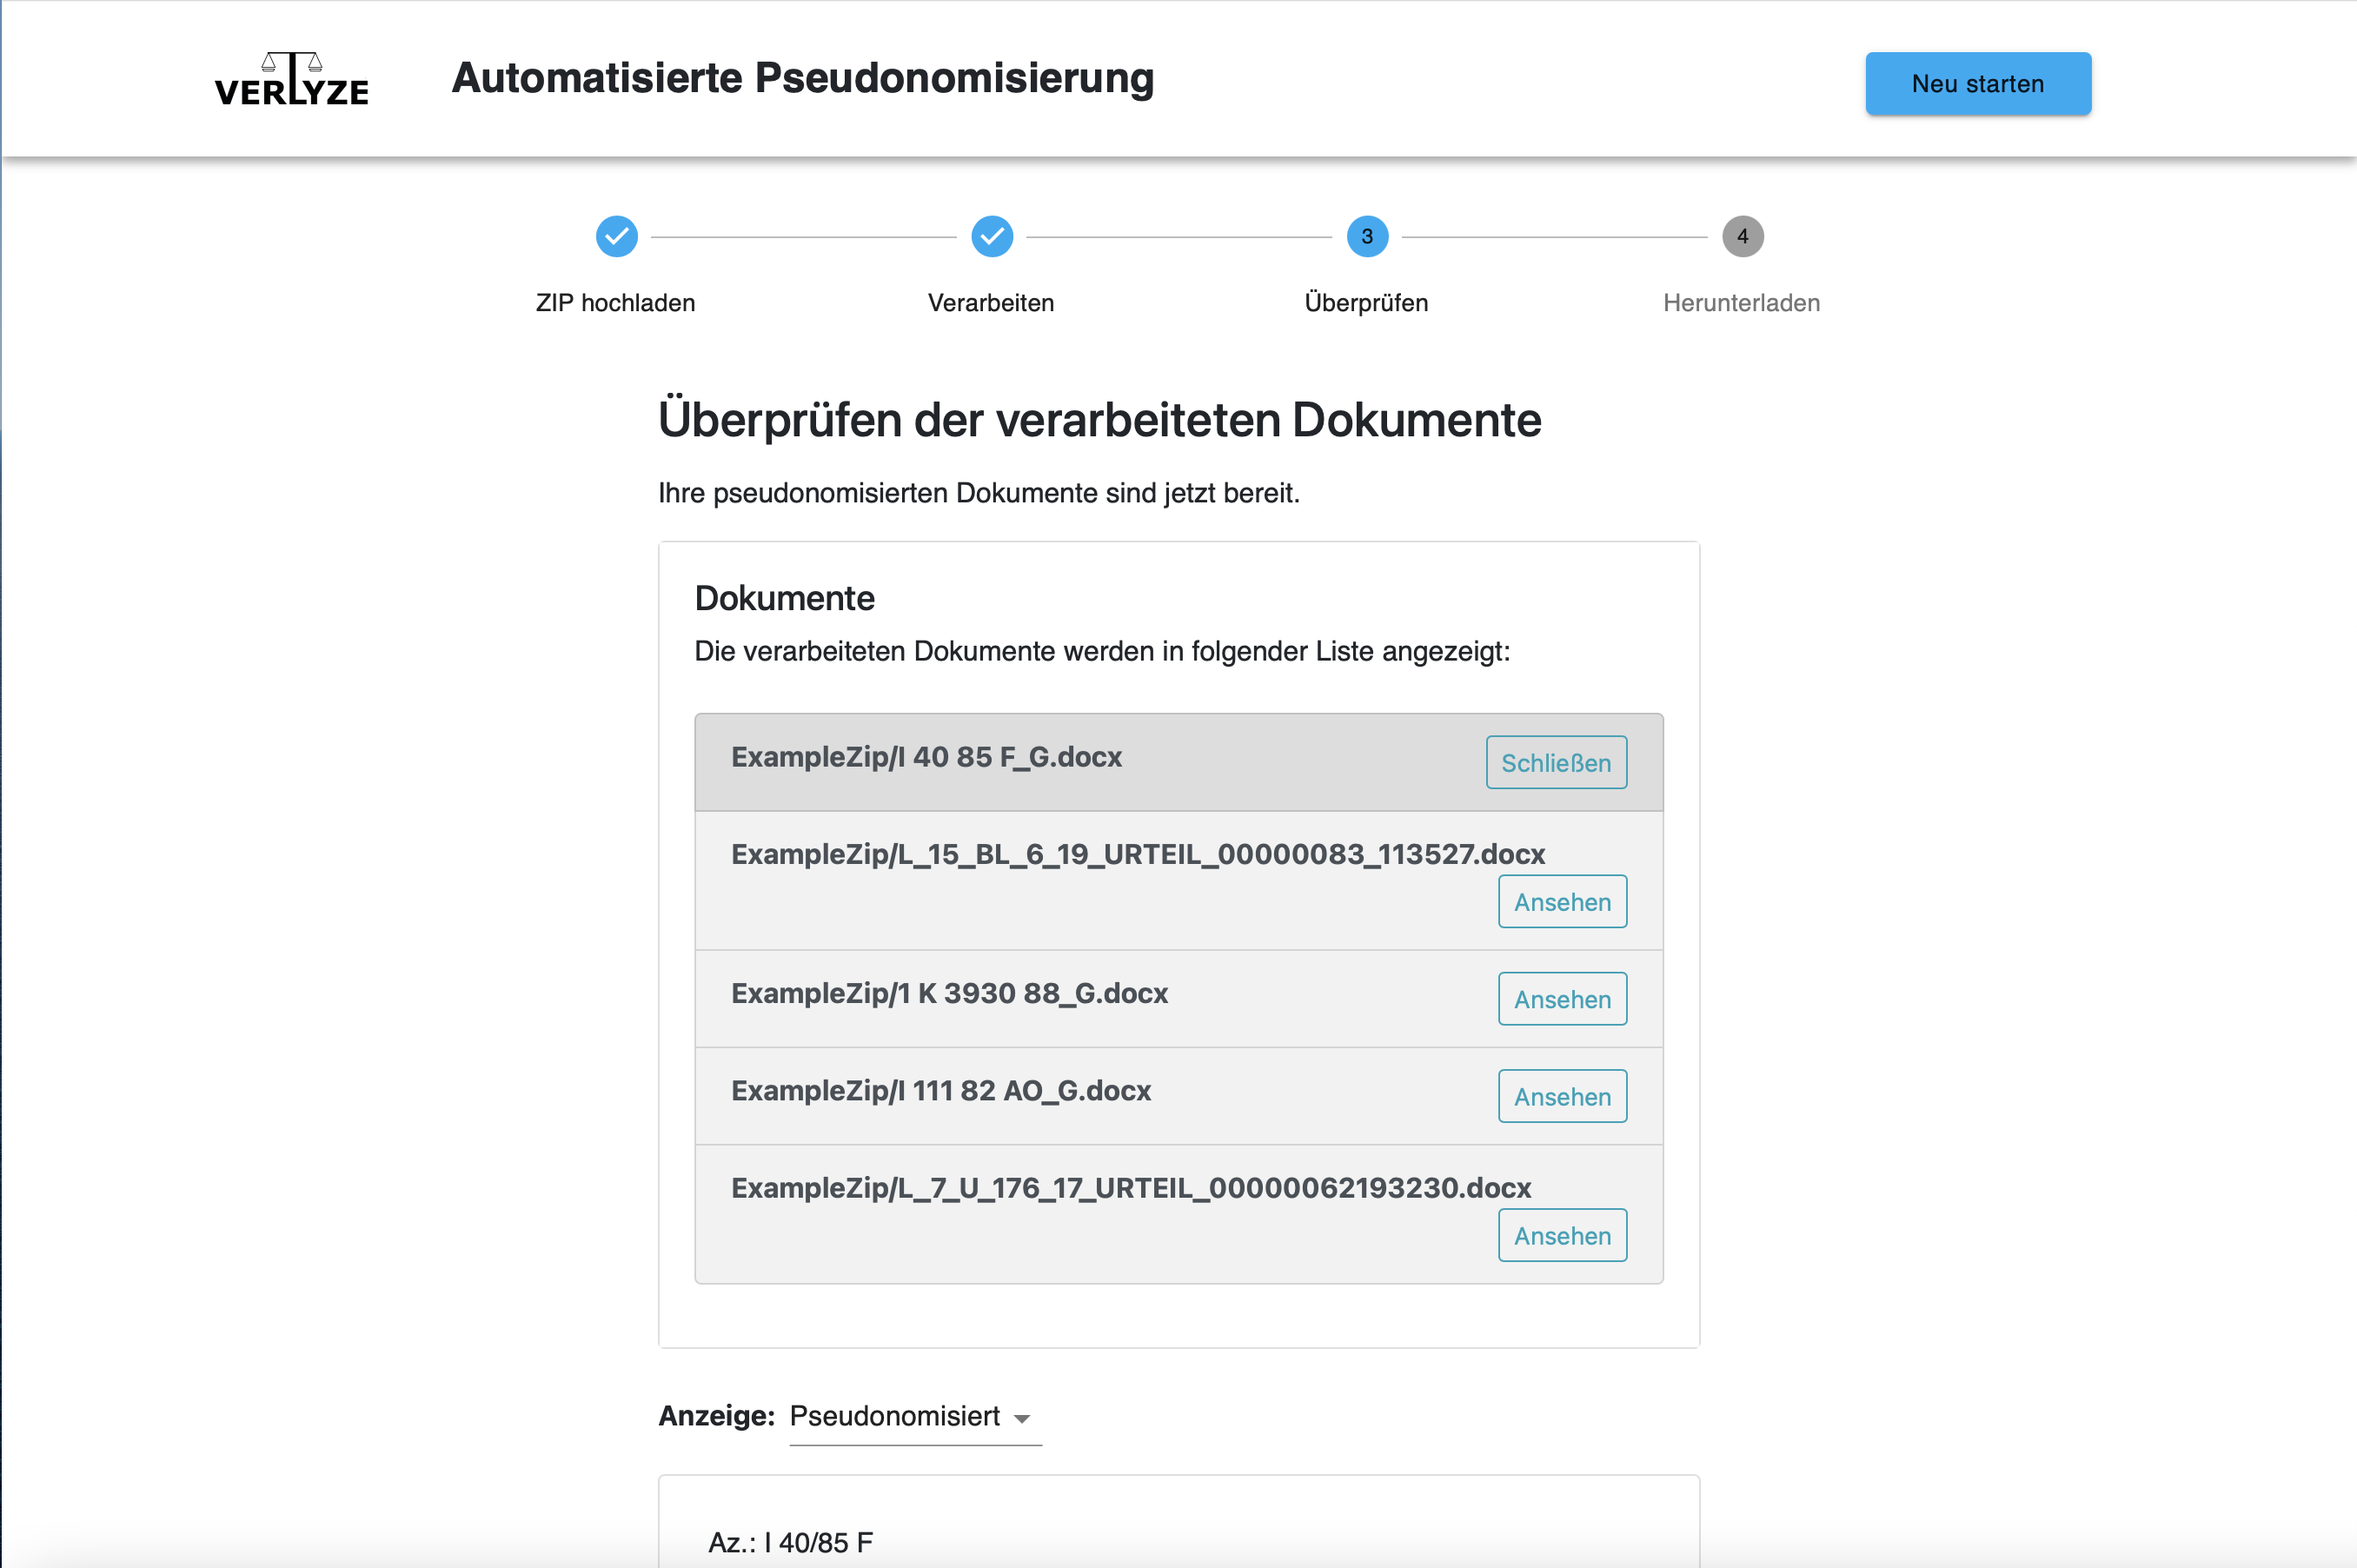 VERLYZE
Automatisierte Pseudonomisierung
Neu starten
3
4
ZIP hochladen
Verarbeiten
Überprüfen
Herunterladen
Überprüfen der verarbeiteten Dokumente
Ihre pseudonomisierten Dokumente sind jetzt bereit.
Dokumente
Die verarbeiteten Dokumente werden in folgender Liste angezeigt:
ExampleZip/I 40 85 F_G.docx
Schließen
ExampleZip/L_15_BL_6_19_URTEIL_00000083_113527.docx
Ansehen
ExampleZip/1 K 3930 88_G.docx
Ansehen
ExampleZip/I 111 82 AO_G.docx
Ansehen
ExampleZip/L_7_U_176_17_URTEIL_00000062193230.docx
Ansehen
Anzeige: Pseudonomisiert
Az.: I 40/85 F